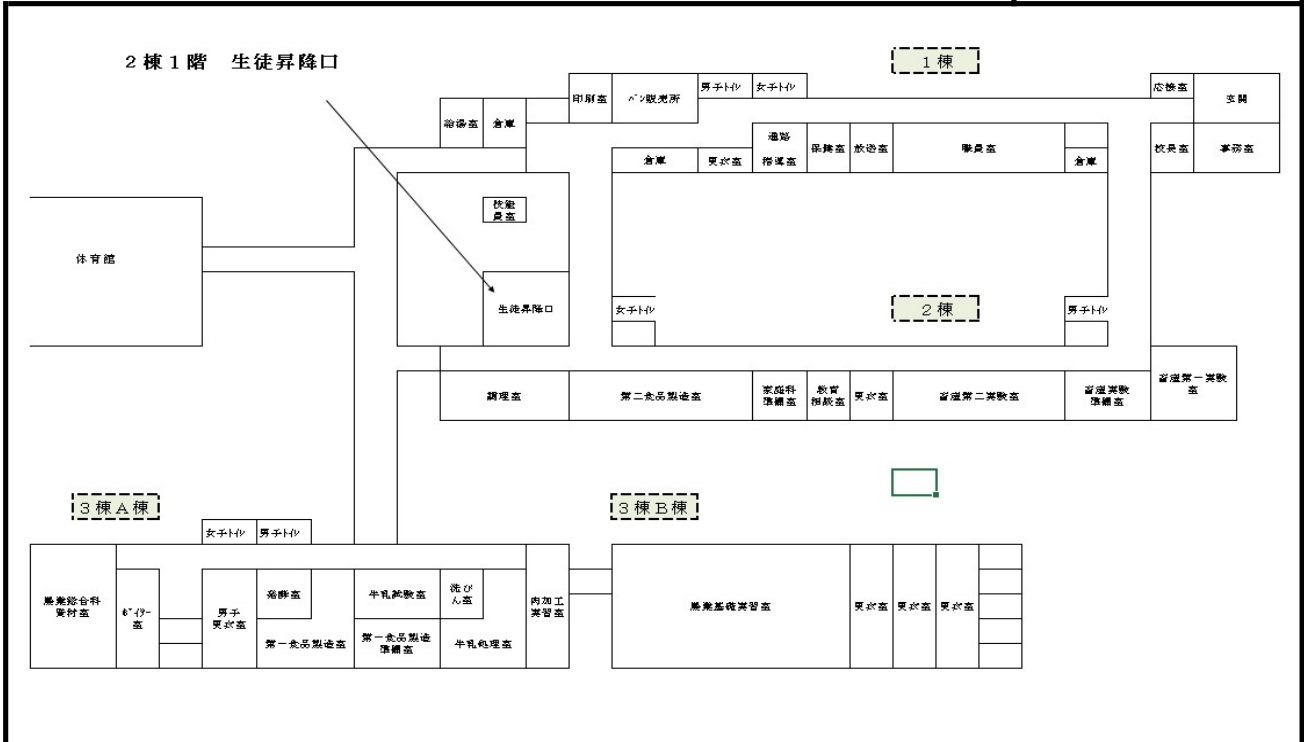 2棟1階　生徒昇降口
1棟
印刷室
パン販売所
男子トイレ
女子トイレ
応接室
玄関
給湯室
倉庫
進路
指導室
保健室
放送室
職員室
校長室
事務室
倉庫
更衣室
倉庫
技能
員室
体育館
生徒昇降口
女子トイレ
2棟
男子トイレ
調理室
第二食品製造室
家庭科
準備室
教育
相談室
更衣室
畜産第二実験室
畜産実験
準備室
畜産第一実験
室
3棟A棟
3棟B棟
女子トイレ
男子トイレ
農業総合科
資材室
ボイラー
室
男子
更衣室
発酵室
牛乳試験室
洗び
ん室
肉加工
実習室
第一食品製造室
第一食品製造
準備室
牛乳処理室
農業基礎実習室
更衣室
更衣室
更衣室